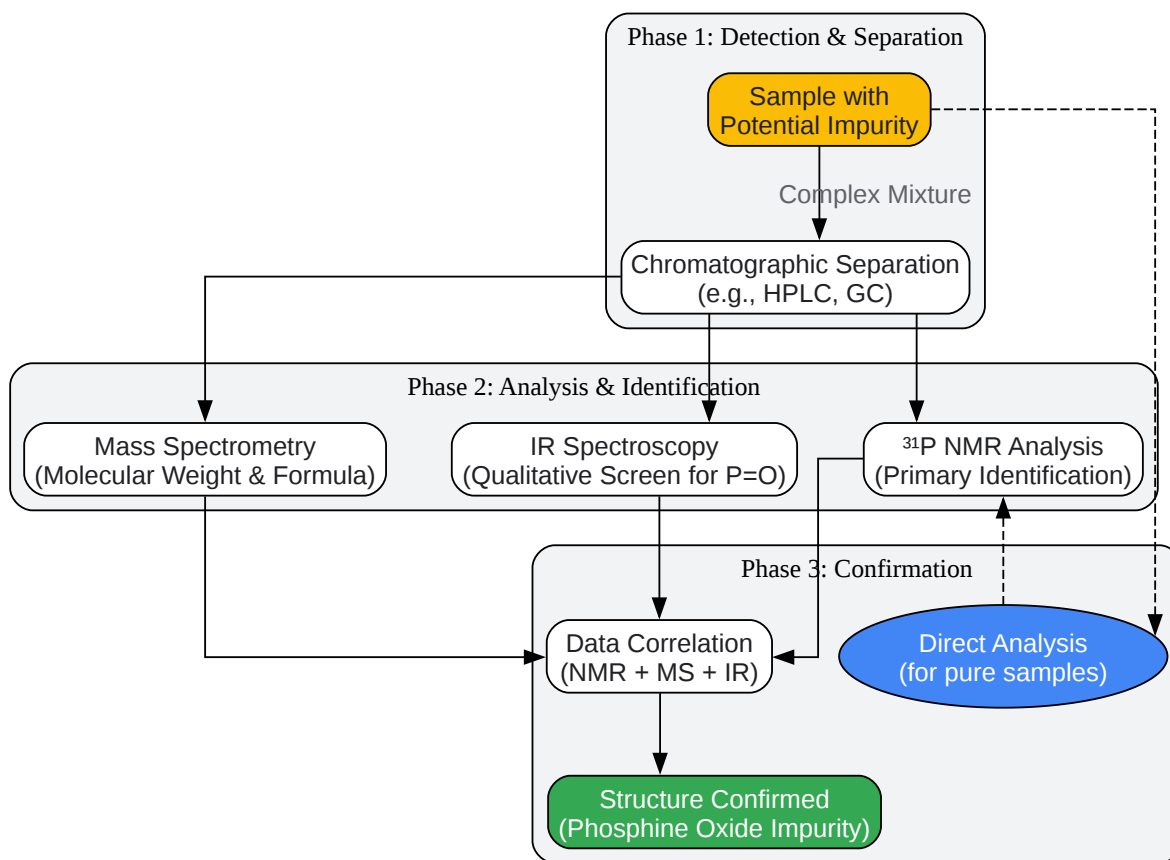 Phase 1: Detection & Separation
Sample with
Potential Impurity
Complex Mixture
Chromatographic Separation
(e.g., HPLC, GC)
Phase 2: Analysis & Identification
Mass Spectrometry
(Molecular Weight & Formula)
IR Spectroscopy
(Qualitative Screen for P=O)
³¹P NMR Analysis
(Primary Identification)
Phase 3: Confirmation
Data Correlation
(NMR + MS + IR)
Direct Analysis
(for pure samples)
Structure Confirmed
(Phosphine Oxide Impurity)